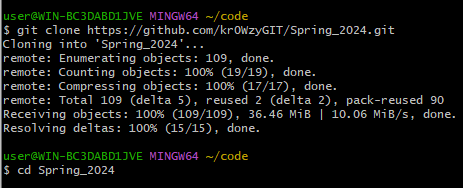 user@WIN-BC3DABD1JVE MINGW64 ~/code
$ git clone https://github.com/krOWzyGIT/Spring_2024.git
Cloning into 'Spring_2024'...
remote: Enumerating objects: 109, done.
remote: Counting objects: 100% (19/19), done.
remote: Compressing objects: 100% (17/17), done.
remote: Total 109 (delta 5), reused 2 (delta 2), pack-reused 90
Receiving objects: 100% (109/109), 36.46 MiB | 10.06 MiB/s, done.
Resolving deltas: 100% (15/15), done.
user@WIN-BC3DABD1JVE MINGW64 ~/code
$ cd Spring_2024